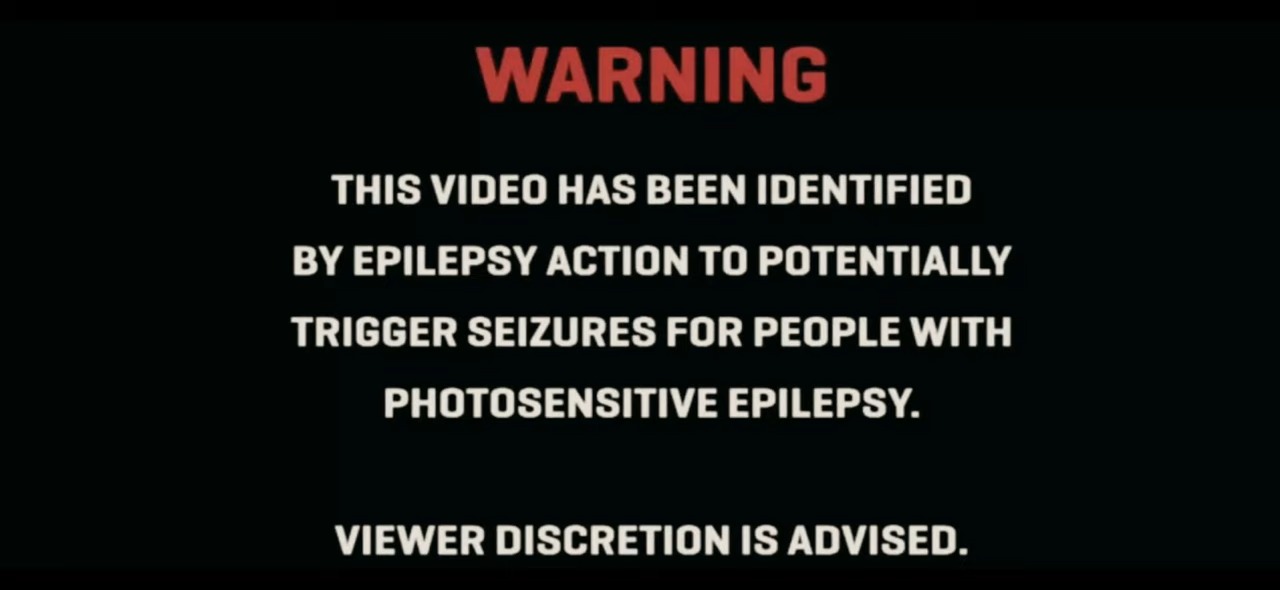 WARNING
THIS VIDEO HAS BEEN IDENTIFIED
BY EPILEPSY ACTION TO POTENTIALLY
TRIGGER SEIZURES FOR PEOPLE WITH
PHOTOSENSITIVE EPILEPSY.
VIEWER DISCRETION IS ADVISED.